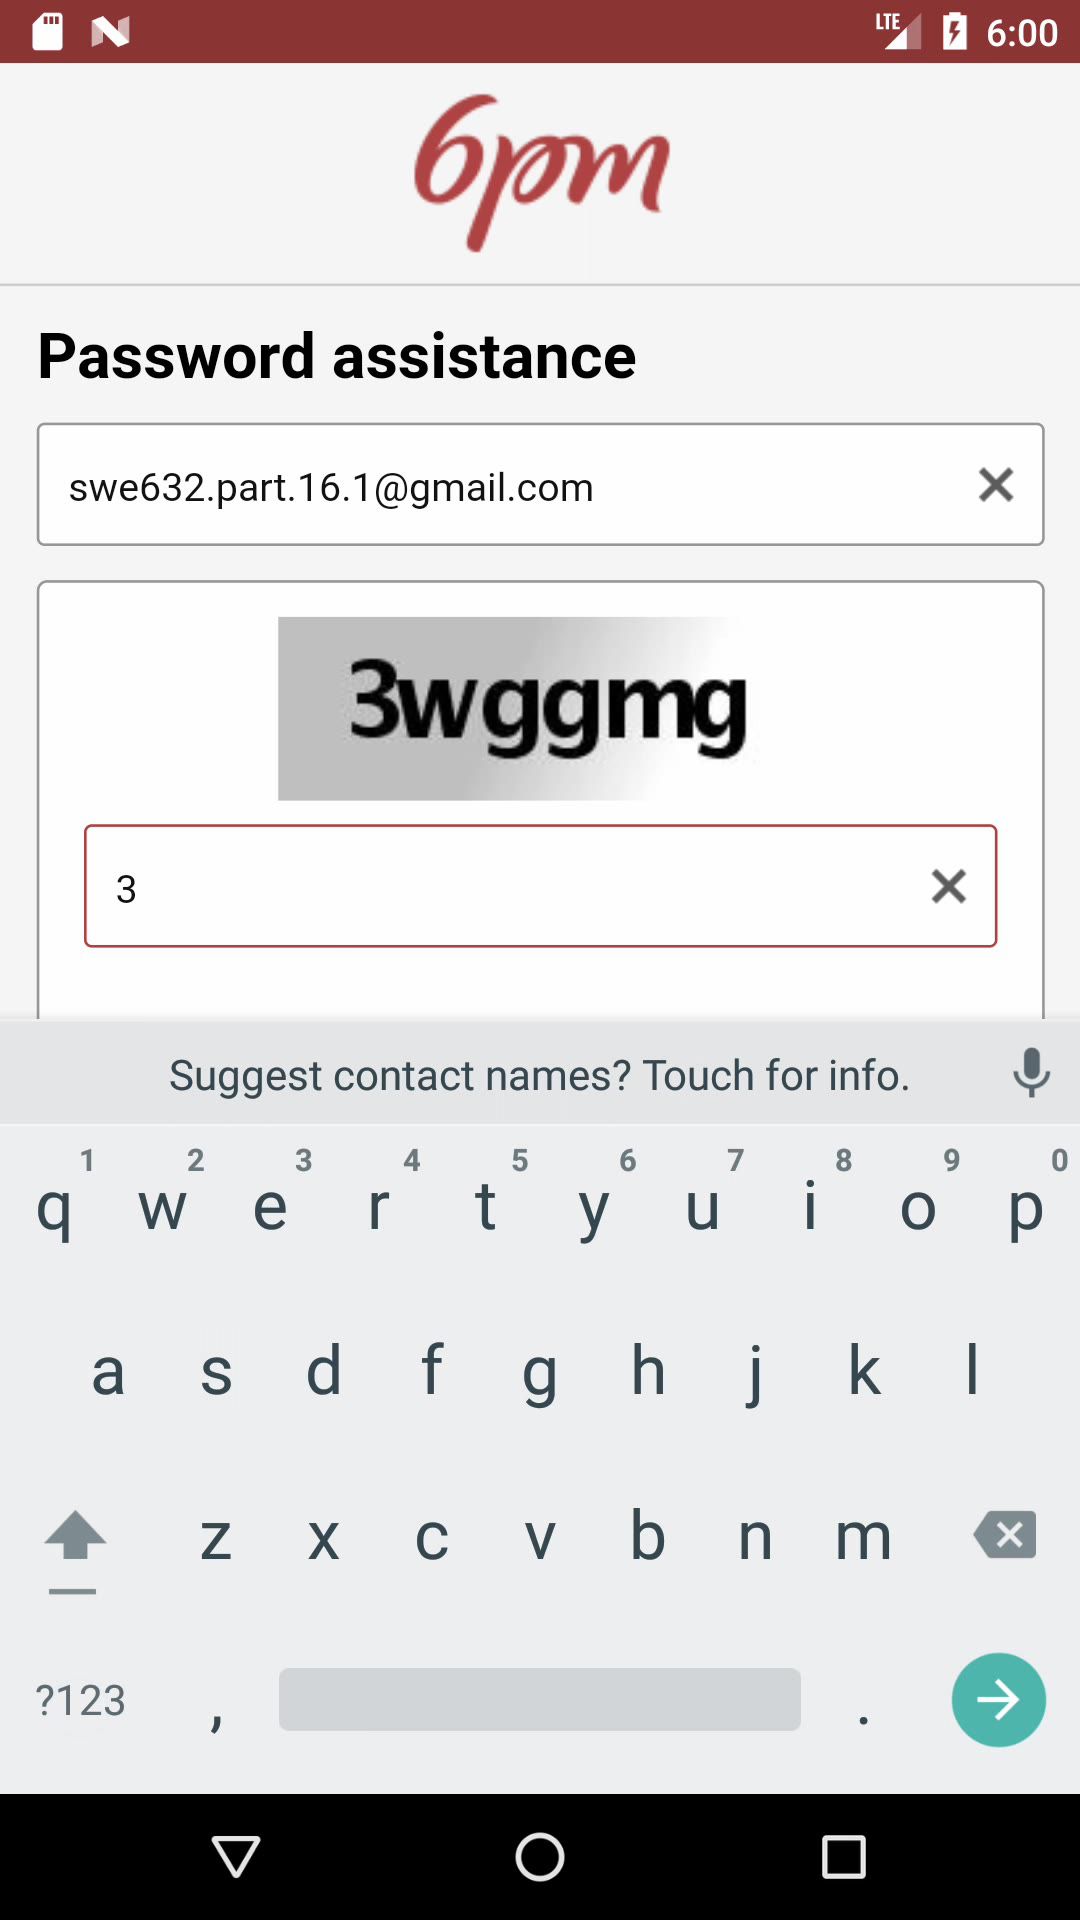 LTE 6:00
6pm
Password assistance
swe632.part.16.1@gmail.com
3wggmg
3
Suggest contact names? Touch for info.
1 2 3 4 5 6 7 8 9 0
q w e r t y u i o p
a s d f g h j k l
z x c v b n m
?123 , .